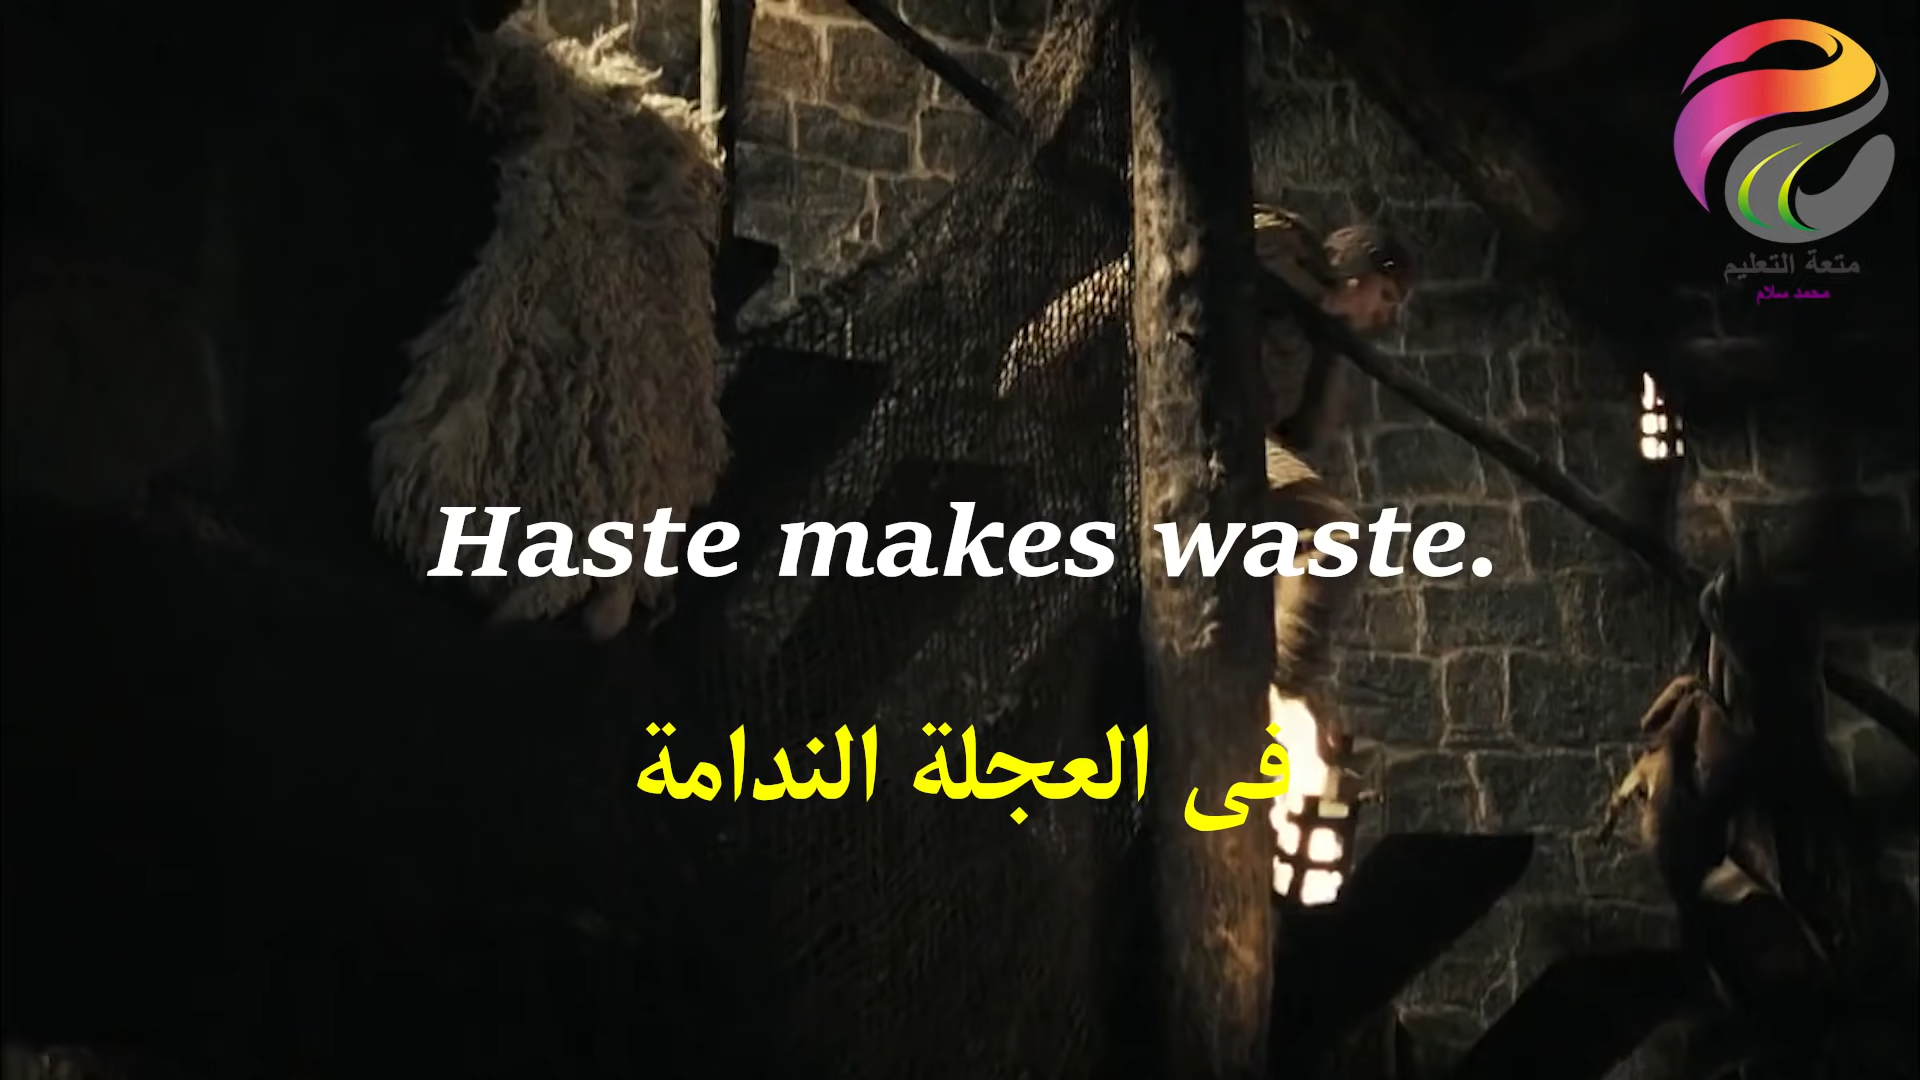 متعة التعليم
محمد سلام
Haste makes waste.
فى العجلة الندامة